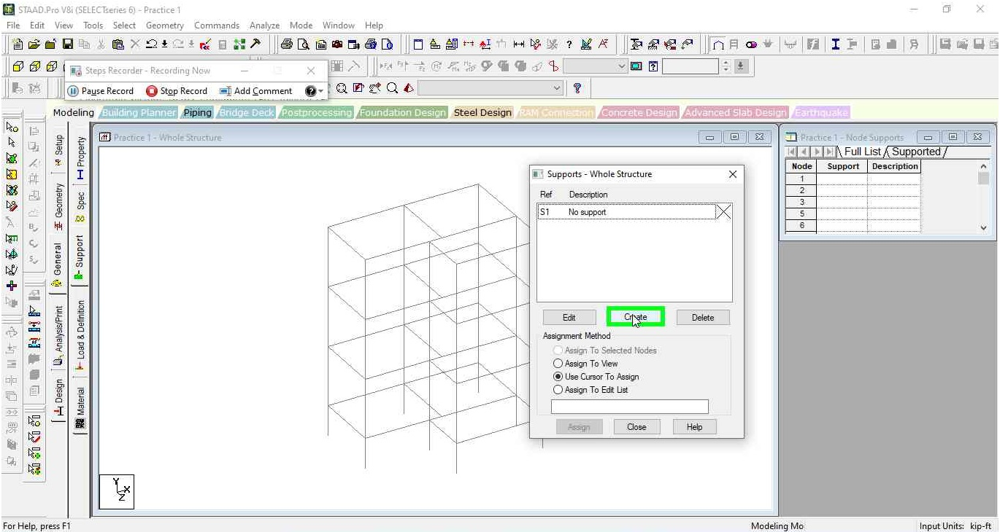 STAAD.Pro V8i (SELECTseries 6) - Practice 1
File Edit View Tools Select Geometry Commands Analyze Mode Window Help
Steps Recorder - Recording Now
Pause Record Stop Record Add Comment
Modeling Building Planner Piping Bridge Deck Postprocessing Foundation Design Steel Design RAM Connection Concrete Design Advanced Slab Design Earthquake
Setup
Geometry
General
Analysis/Print
Design
Property
Spec
Support
Load & Definition
Material
Practice 1 - Whole Structure
Y
X
Z
Supports - Whole Structure
Ref Description
S1 No support
Edit Create Delete
Assignment Method
Assign To Selected Nodes
Assign To View
Use Cursor To Assign
Assign To Edit List
Assign Close Help
Practice 1 - Node Supports
Full List Supported
Node Support Description
1
2
3
5
6
For Help, press F1 Modeling Mo Input Units: kip-ft